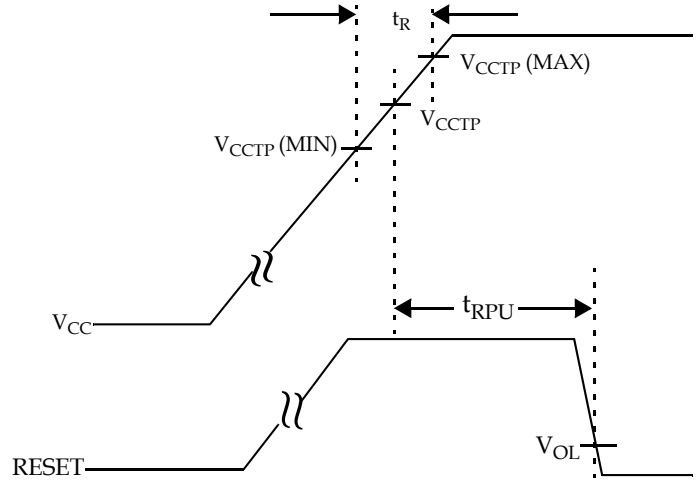 tR
VCCTP (MAX)
VCCTP
VCCTP (MIN)
tRPU
VCC
VOL
RESET